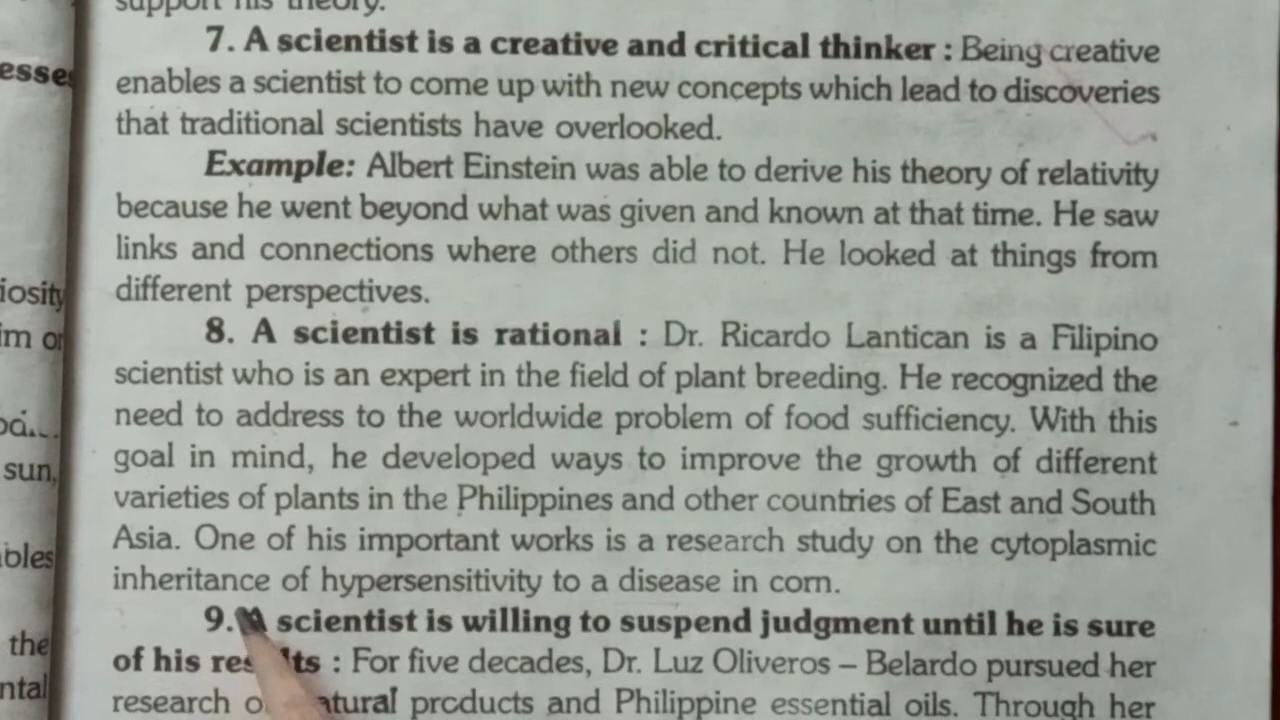 support his theory.
7. A scientist is a creative and critical thinker : Being creative
enables a scientist to come up with new concepts which lead to discoveries
that traditional scientists have overlooked.
Example: Albert Einstein was able to derive his theory of relativity
because he went beyond what was given and known at that time. He saw
links and connections where others did not. He looked at things from
different perspectives.
8. A scientist is rational : Dr. Ricardo Lantican is a Filipino
scientist who is an expert in the field of plant breeding. He recognized the
need to address to the worldwide problem of food sufficiency. With this
goal in mind, he developed ways to improve the growth of different
varieties of plants in the Philippines and other countries of East and South
Asia. One of his important works is a research study on the cytoplasmic
inheritance of hypersensitivity to a disease in corn.
9. A scientist is willing to suspend judgment until he is sure
of his results : For five decades, Dr. Luz Oliveros – Belardo pursued her
research natural products and Philippine essential oils. Through her
sun,
the